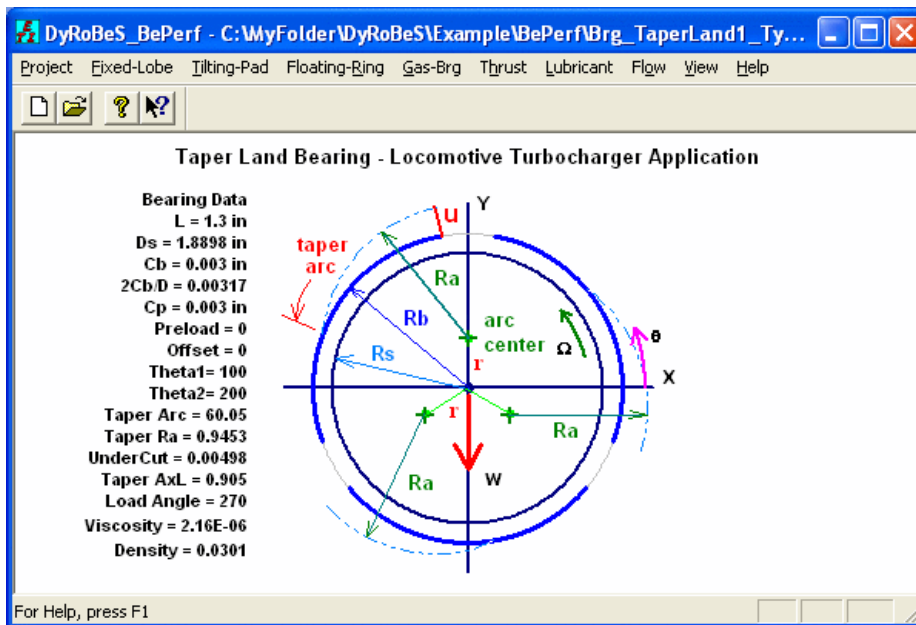 DyRoBeS_BePerf - C:\MyFolder\DyRoBeS\Example\BePerf\Brg_TaperLand1_Ty...
Project Fixed-Lobe Tilting-Pad Floating-Ring Gas-Brg Thrust Lubricant Flow View Help
Taper Land Bearing - Locomotive Turbocharger Application
Bearing Data
L = 1.3 in
Ds = 1.8898 in
Cb = 0.003 in
2Cb/D = 0.00317
Cp = 0.003 in
Preload = 0
Offset = 0
Theta1= 100
Theta2= 200
Taper Arc = 60.05
Taper Ra = 0.9453
UnderCut = 0.00498
Taper AxL = 0.905
Load Angle = 270
Viscosity = 2.16E-06
Density = 0.0301
taper
arc
u
Y
Ra
Rb
Rs
arc
center
r
Ω
θ
X
r
Ra
W
Ra
For Help, press F1